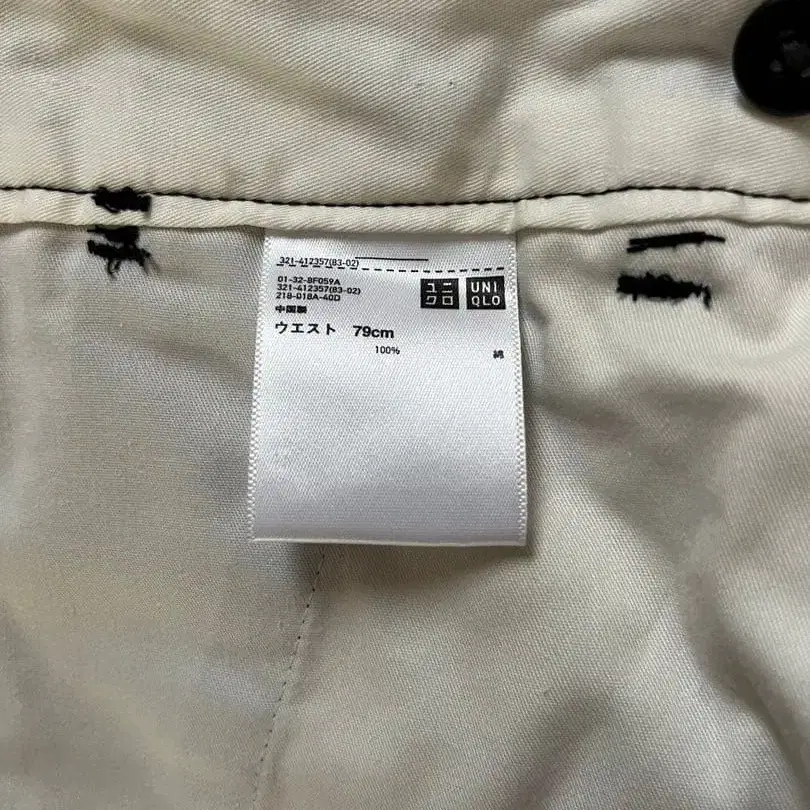 321-412357(83-02)
01-32-BF059A
321-412357(83-02)
218-018A-40D
中国製
ユニ
クロ
UNI
QLO
ウエスト 79cm
100% 綿